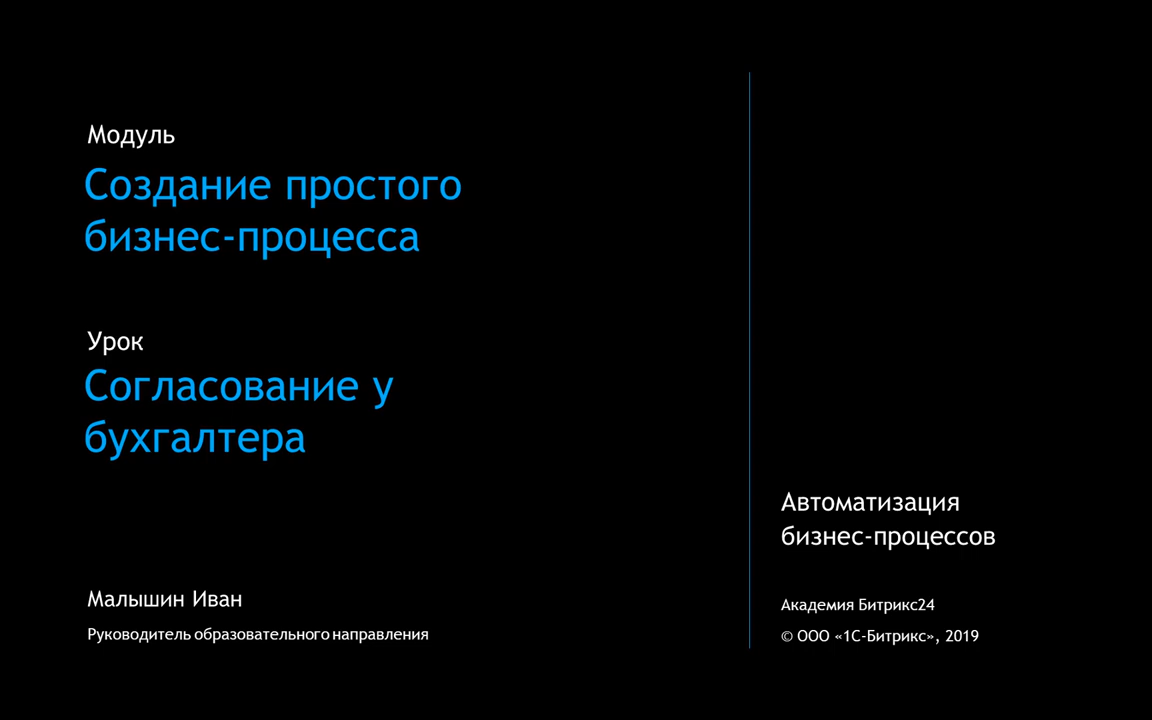 Модуль
Создание простого
бизнес-процесса
Урок
Согласование у
бухгалтера
Малышин Иван
Руководитель образовательного направления
Автоматизация
бизнес-процессов
Академия Битрикс24
© ООО «1С-Битрикс», 2019